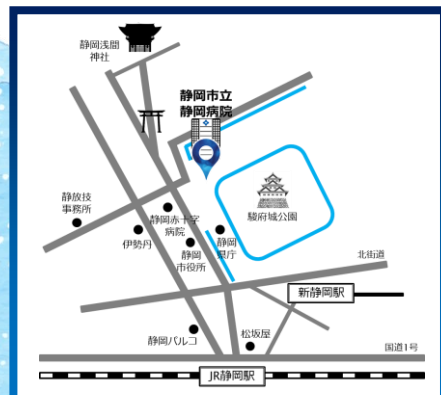 静岡浅間
神社
静岡市立
静岡病院
静放技
事務所
静岡赤十字
病院
伊勢丹
静岡
市役所
静岡
県庁
駿府城公園
北街道
新静岡駅
静岡パルコ
松坂屋
国道1号
JR静岡駅